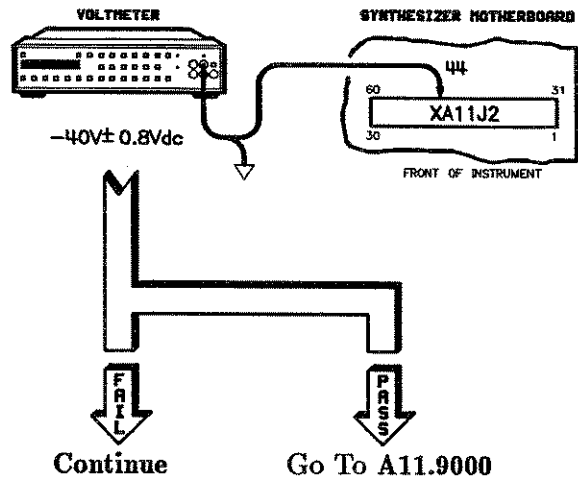 VOLTMETER
SYNTHESIZER MOTHERBOARD
44
60
31
XA11J2
30
1
-40V± 0.8Vdc
FRONT OF INSTRUMENT
FAIL
PASS
Continue
Go To A11.9000